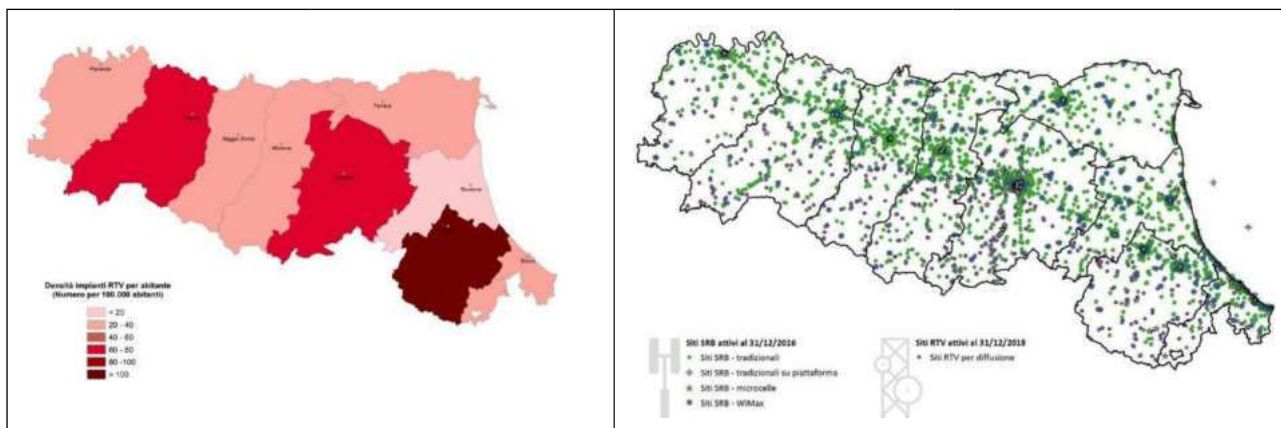 Piacenza
Parma
Reggio Emilia
Modena
Ferrara
Ravenna
Rimini
Densità impianti RTV per abitante
(Numero per 100.000 abitanti)
< 20
20 - 40
40 - 60
60 - 80
80 -100
> 100
Siti SRB attivi al 31/12/2016
Siti SRB - tradizionali
Siti SRB - tradizionali su piattaforma
Siti SRB - microcelle
Siti SRB - WiMax
Siti RTV attivi al 31/12/2018
Siti RTV per diffusione